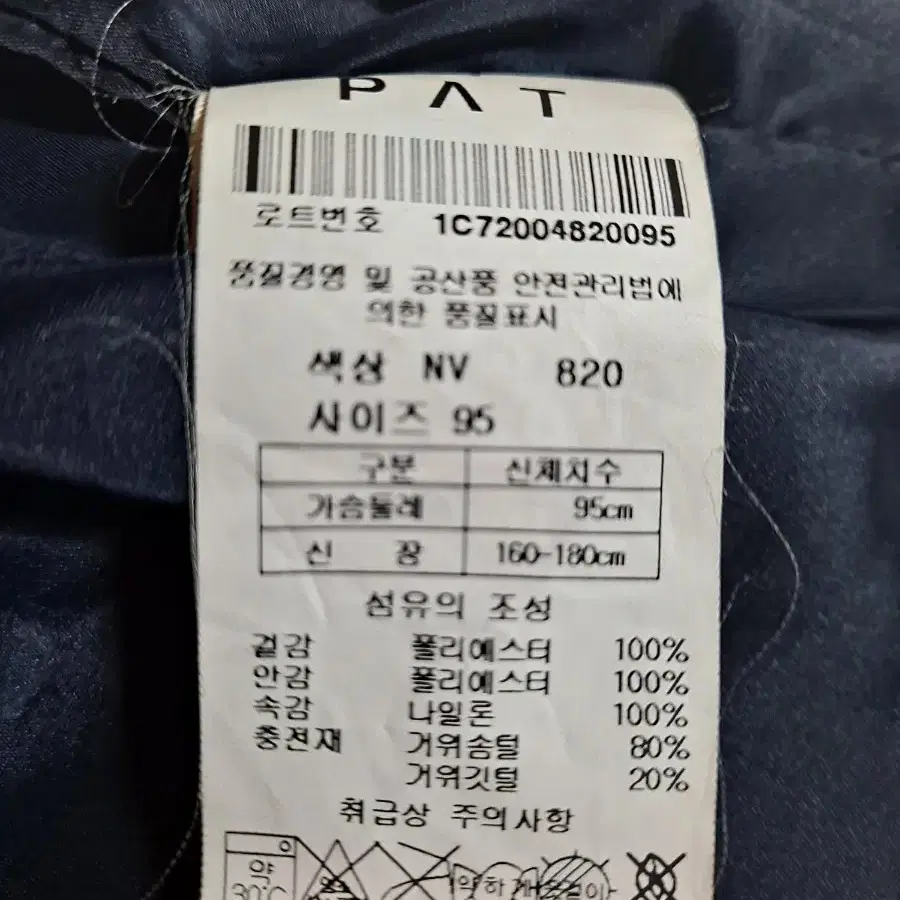 PΛT
로트번호 1C72004820095
품질경영 및 공산품 안전관리법에
의한 품질표시
색상 NV 820
사이즈 95
구분 신체치수
가슴둘레 95cm
신 장 160-180cm
섬유의 조성
겉감 폴리에스터 100%
안감 폴리에스터 100%
속감 나일론 100%
충전재 거위솜털 80%
거위깃털 20%
취급상 주의사항
약
30°C